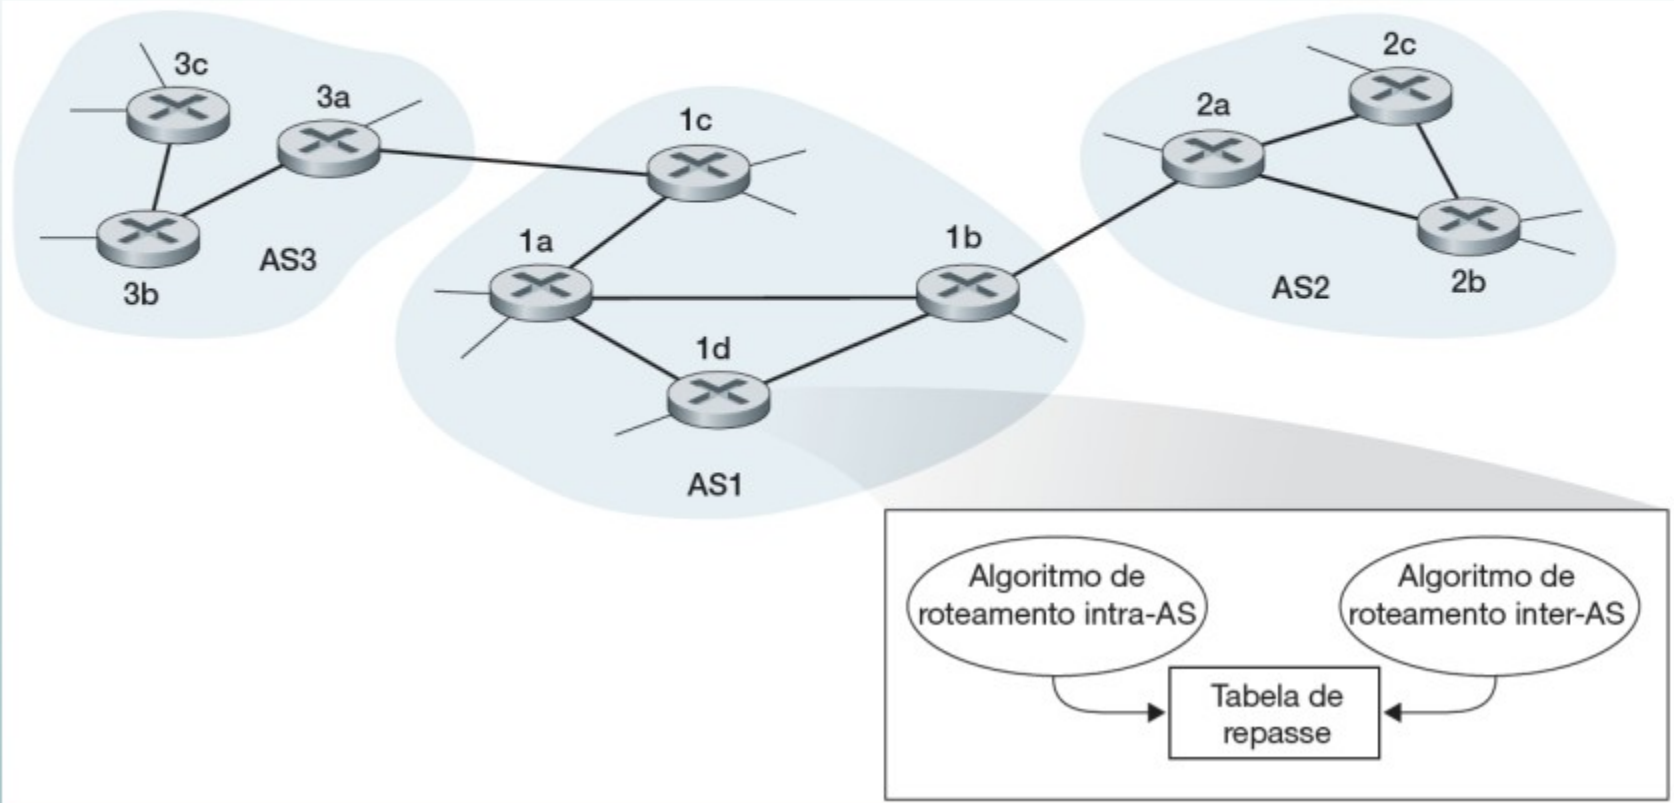 3c
3a
3b
AS3
1c
1a
1b
1d
AS1
2c
2a
2b
AS2
Algoritmo de
roteamento intra-AS
Algoritmo de
roteamento inter-AS
Tabela de
repasse